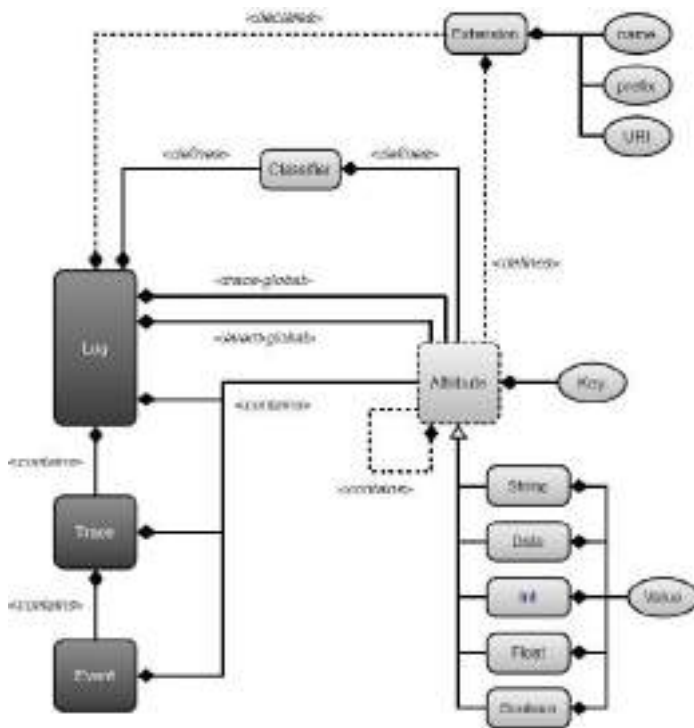 <declares>
Extension
name
prefix
URI
<defines>
Classifier
<defines>
<defines>
<trace-global>
<event-global>
Log
Attribute
Key
<contains>
<contains>
<contains>
String
Trace
Date
<contains>
Int
Value
Float
Event
Boolean